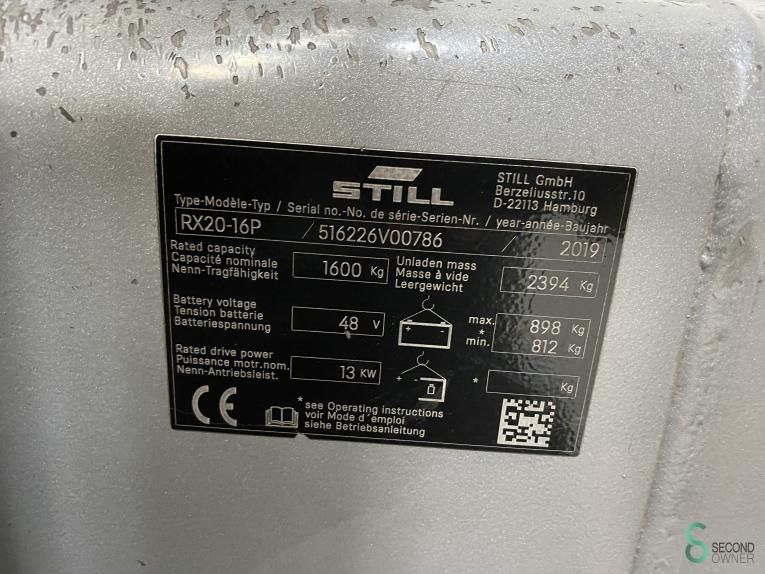 STILL
STILL GmbH
Berzeliusstr.10
D-22113 Hamburg
Type-Modèle-Typ / Serial no.-No. de série-Serien-Nr. / year-année-Baujahr
RX20-16P / 516226V00786 / 2019
Rated capacity
Capacité nominale
Nenn-Tragfähigkeit
1600 Kg
Unladen mass
Masse à vide
Leergewicht
2394 Kg
Battery voltage
Tension batterie
Batteriespannung
48 V
+ -
max. 898 Kg
*
min. 812 Kg
Rated drive power
Puissance motr.nom.
Nenn-Antriebsleist.
13 KW
+ -
* Kg
CE
* see Operating instructions
voir Mode d'emploi
siehe Betriebsanleitung
SECOND
OWNER